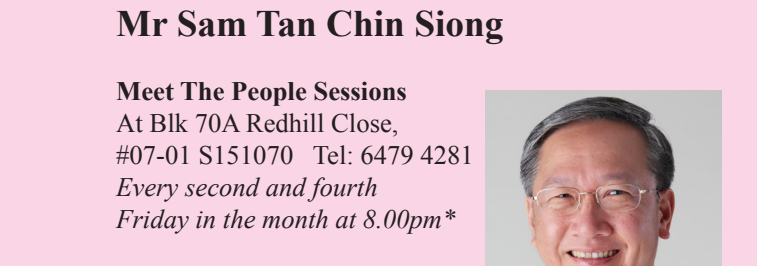 Mr Sam Tan Chin Siong
Meet The People Sessions
At Blk 70A Redhill Close,
#07-01 S151070 Tel: 6479 4281
Every second and fourth
Friday in the month at 8.00pm*